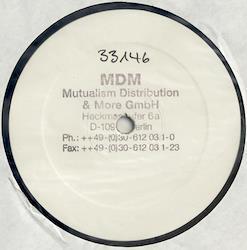 33146
MDM
Mutualism Distribution
& More GmbH
6a
Berlin
Ph.: ++49-(0)30-612 03 1-0
Fax: ++49-(0)30-612 03 1-23